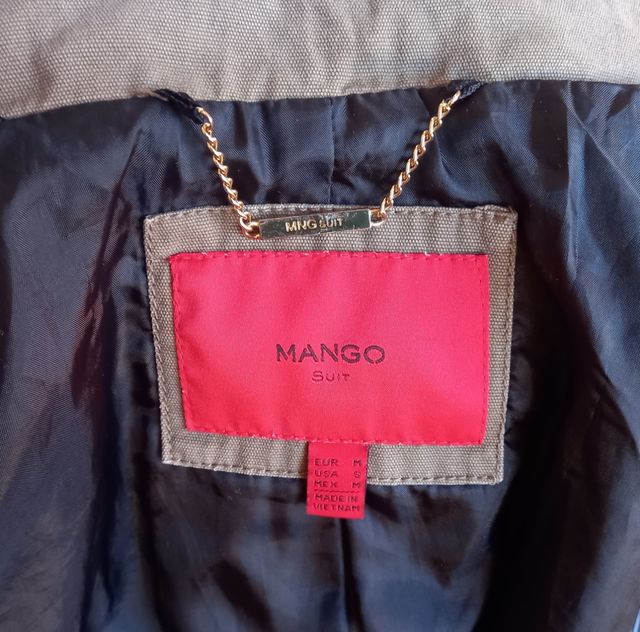 MNG SUIT
MANGO
SUIT
EUR M
USA S
MEX M
MADE IN
VIETNAM